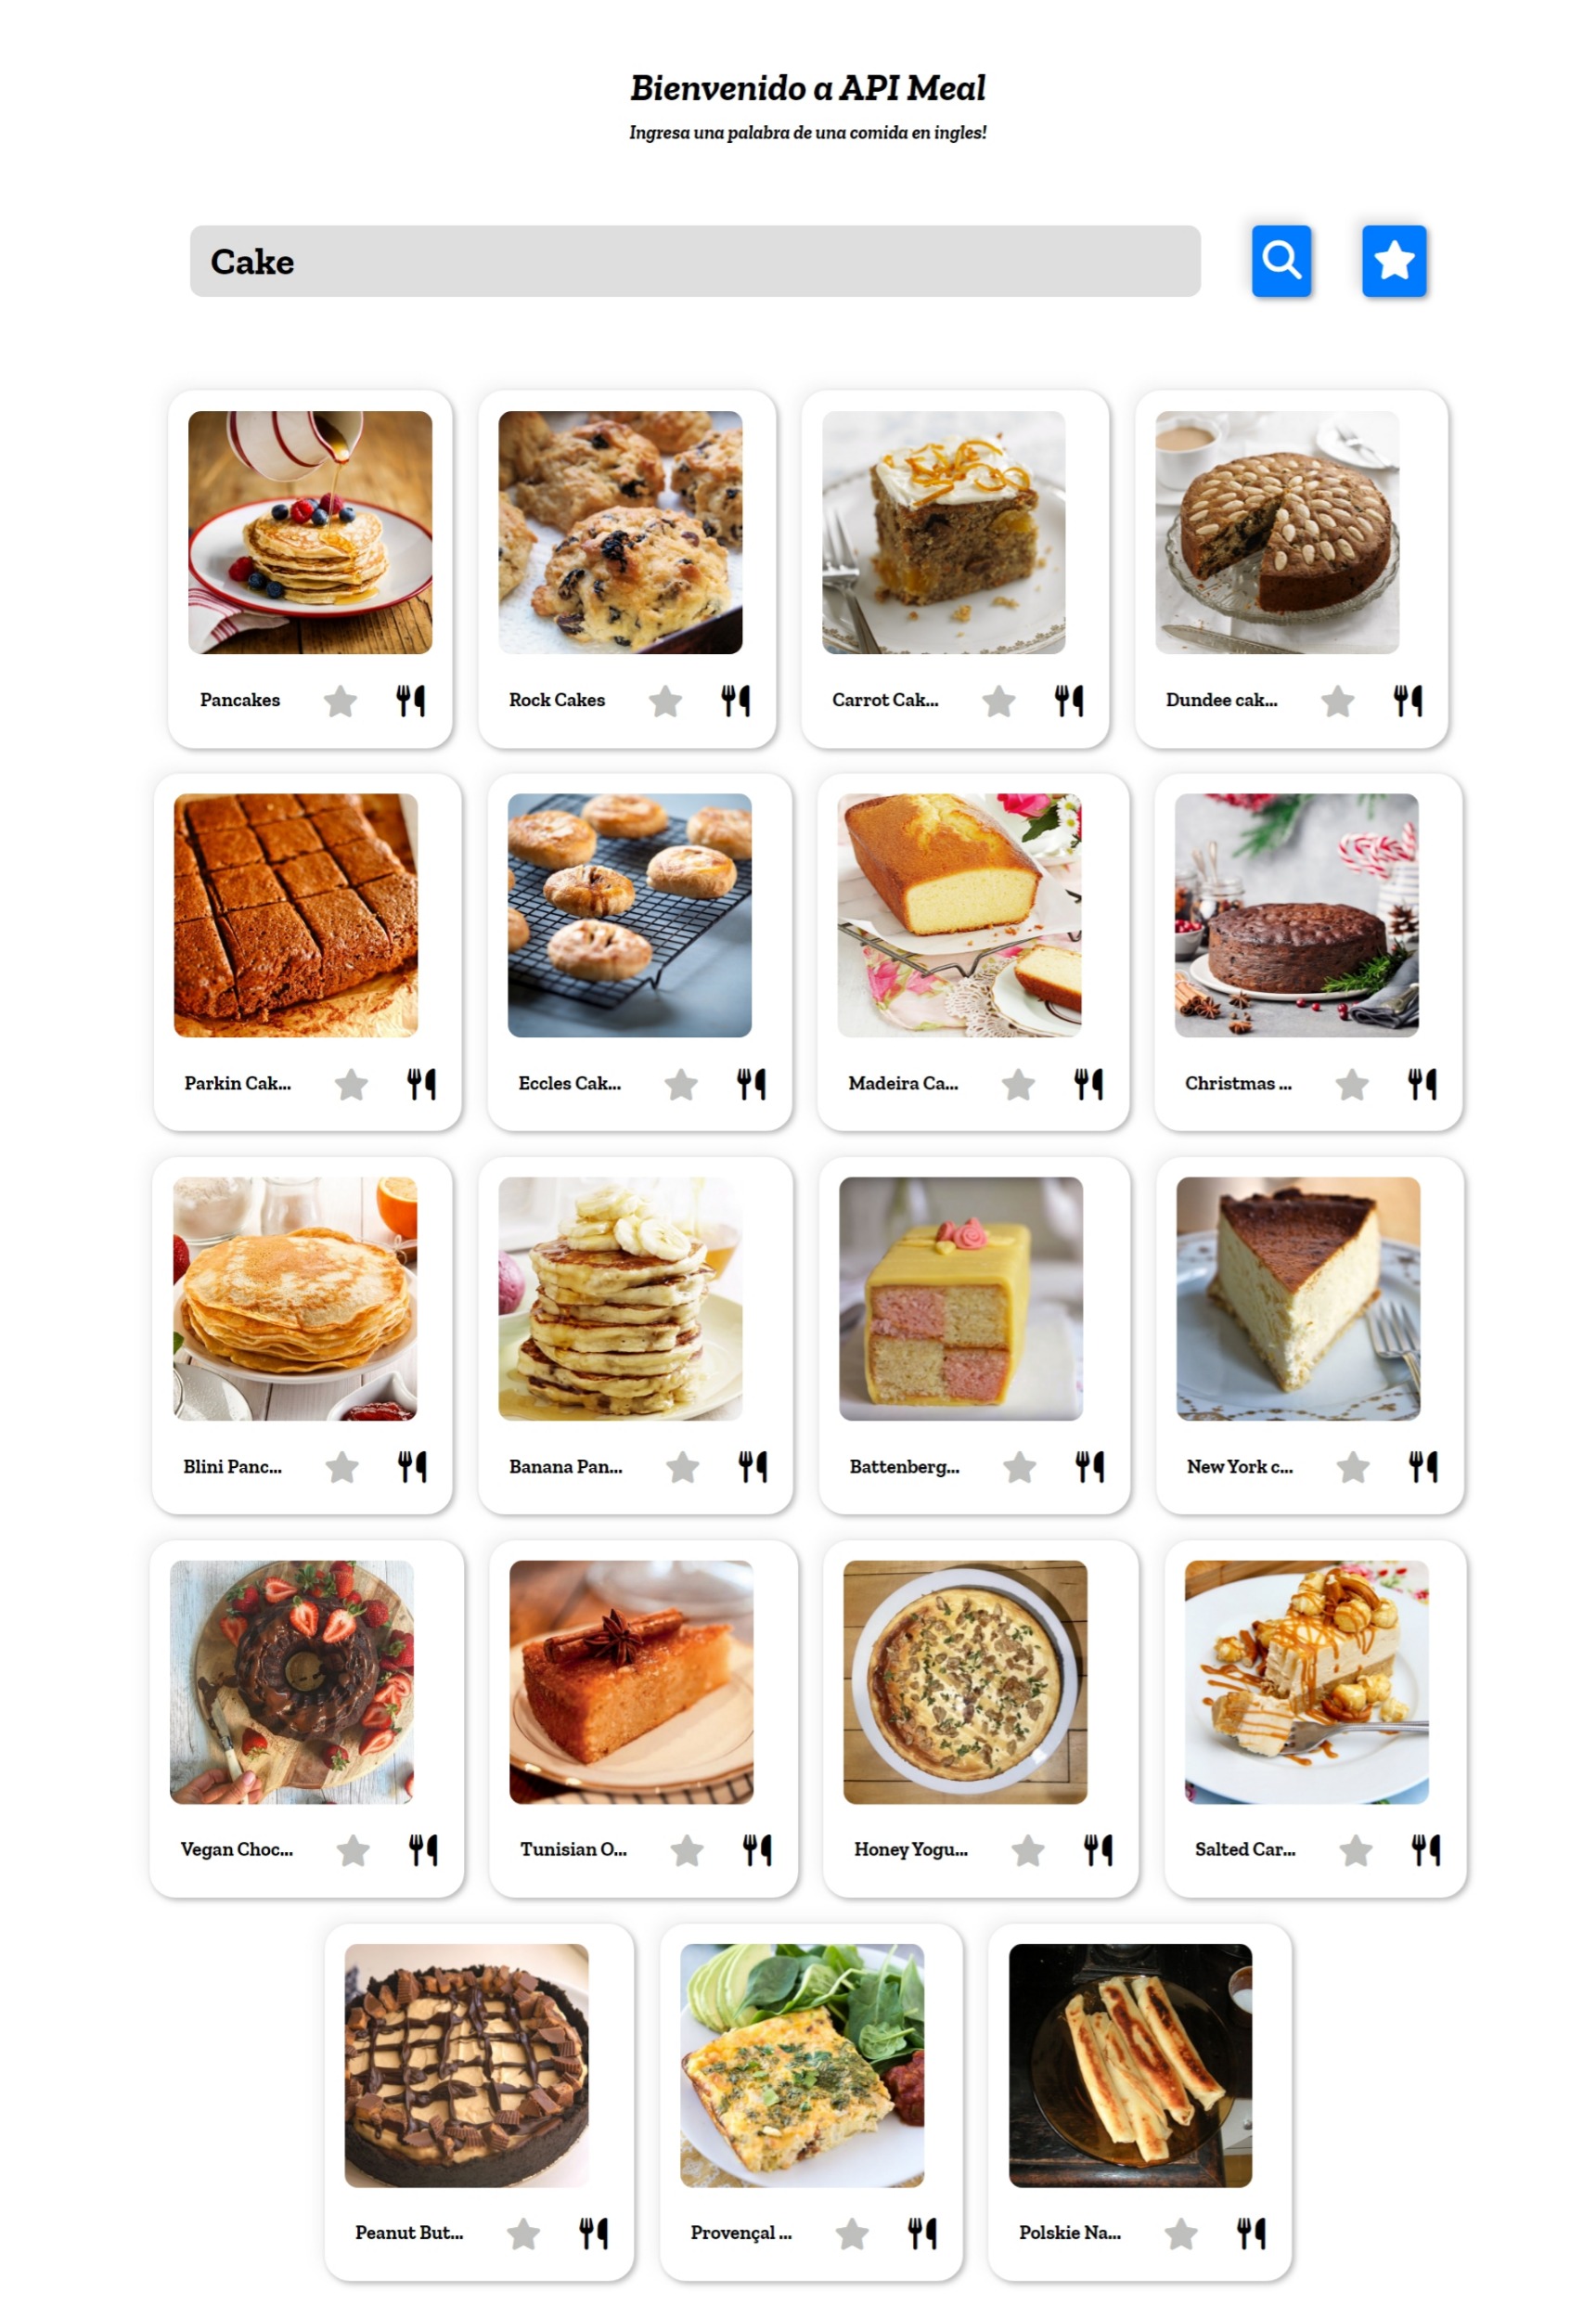 Bienvenido a API Meal
Ingresa una palabra de una comida en ingles!
Cake
Pancakes
Rock Cakes
Carrot Cak...
Dundee cak...
Parkin Cak...
Eccles Cak...
Madeira Ca...
Christmas ...
Blini Panc...
Banana Pan...
Battenberg...
New York c...
Vegan Choc...
Tunisian O...
Honey Yogu...
Salted Car...
Peanut But...
Provençal ...
Polskie Na...